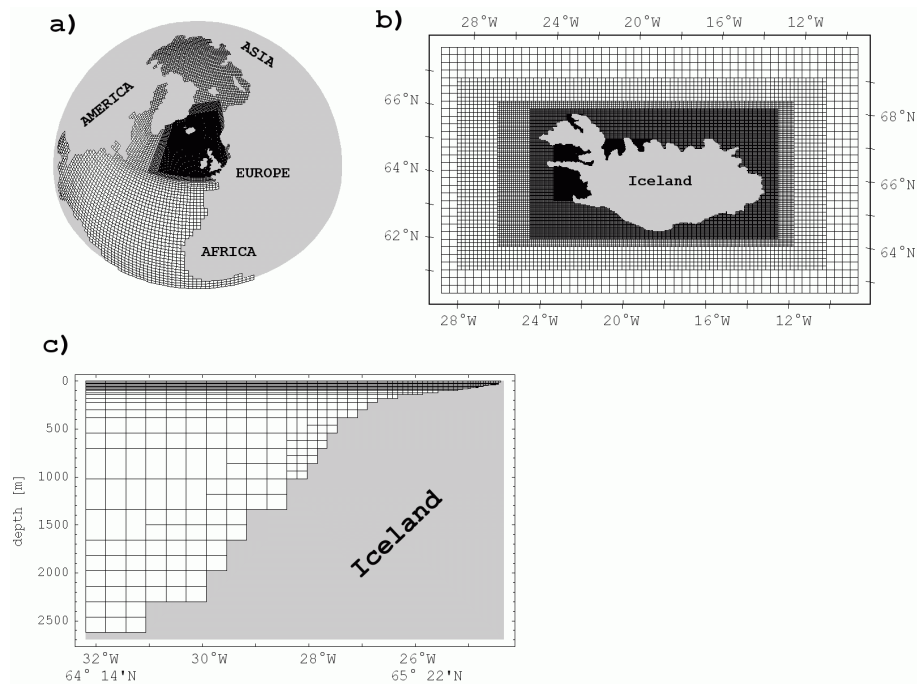 a)
ASIA
AMERICA
EUROPE
AFRICA
b)
28°W 24°W 20°W 16°W 12°W
66°N
64°N
62°N
68°N
66°N
64°N
Iceland
28°W 24°W 20°W 16°W 12°W
c)
depth [m]
0
500
1000
1500
2000
2500
Iceland
32°W 30°W 28°W 26°W
64° 14'N 65° 22'N